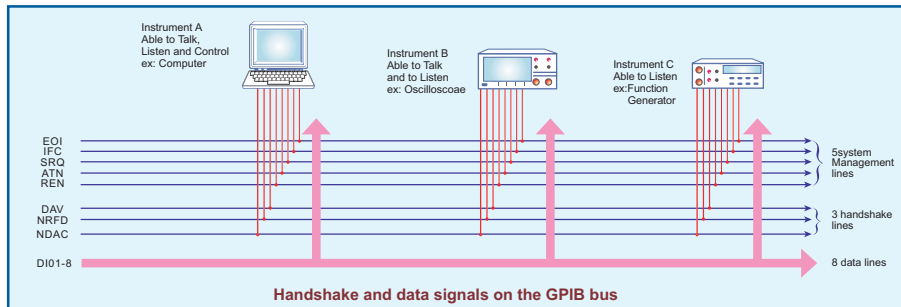 Instrument A
Able to Talk,
Listen and Control
ex: Computer
Instrument B
Able to Talk
and to Listen
ex: Oscilloscoae
Instrument C
Able to Listen
ex:Function
Generator
EOI
IFC
SRQ
ATN
REN
5system
Management
lines
DAV
NRFD
NDAC
3 handshake
lines
DI01-8
8 data lines
Handshake and data signals on the GPIB bus